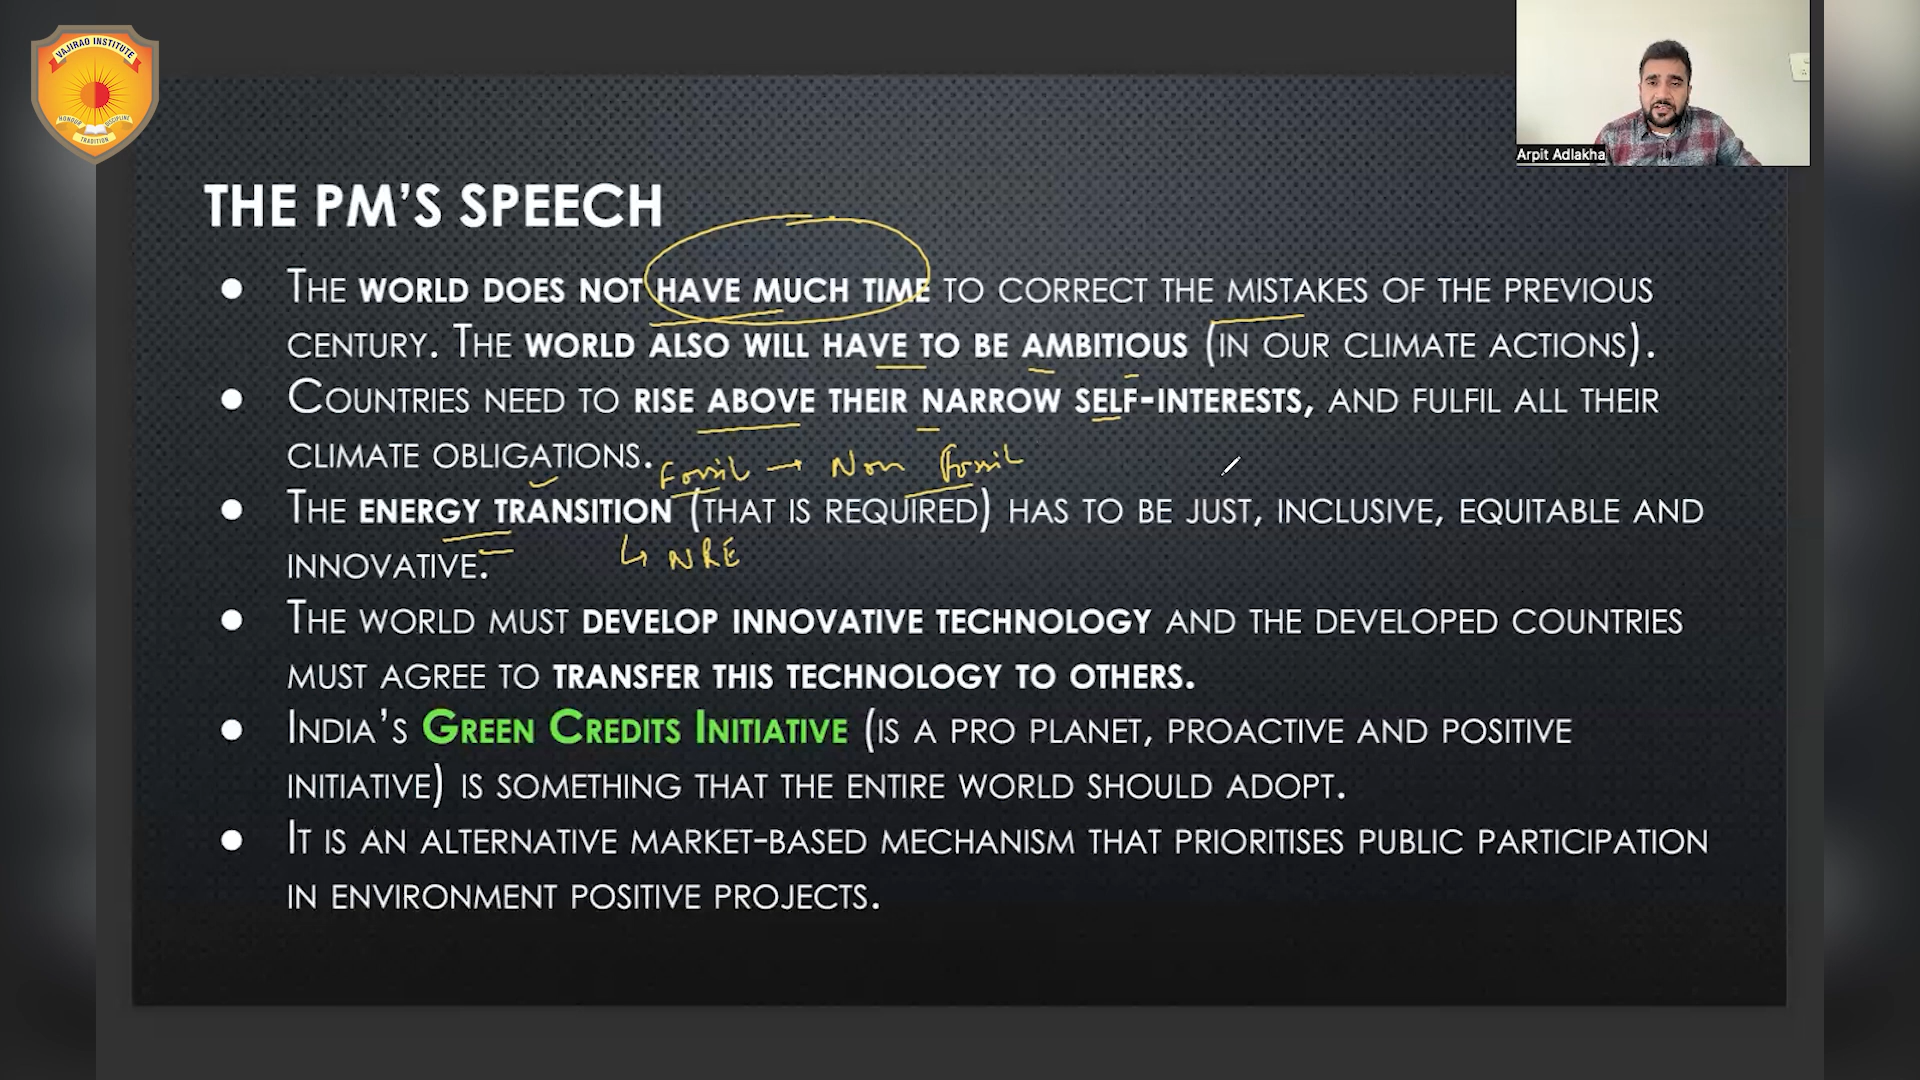 VAJIRAO INSTITUTE
HONOUR
DISCIPLINE
TRADITION
Arpit Adlakha
THE PM'S SPEECH
THE WORLD DOES NOT HAVE MUCH TIME TO CORRECT THE MISTAKES OF THE PREVIOUS
CENTURY. THE WORLD ALSO WILL HAVE TO BE AMBITIOUS (IN OUR CLIMATE ACTIONS).
COUNTRIES NEED TO RISE ABOVE THEIR NARROW SELF-INTERESTS, AND FULFIL ALL THEIR
CLIMATE OBLIGATIONS.
Fossil → Non Fossil
THE ENERGY TRANSITION (THAT IS REQUIRED) HAS TO BE JUST, INCLUSIVE, EQUITABLE AND
INNOVATIVE.
↳ NRE
THE WORLD MUST DEVELOP INNOVATIVE TECHNOLOGY AND THE DEVELOPED COUNTRIES
MUST AGREE TO TRANSFER THIS TECHNOLOGY TO OTHERS.
INDIA'S GREEN CREDITS INITIATIVE (IS A PRO PLANET, PROACTIVE AND POSITIVE
INITIATIVE) IS SOMETHING THAT THE ENTIRE WORLD SHOULD ADOPT.
IT IS AN ALTERNATIVE MARKET-BASED MECHANISM THAT PRIORITISES PUBLIC PARTICIPATION
IN ENVIRONMENT POSITIVE PROJECTS.